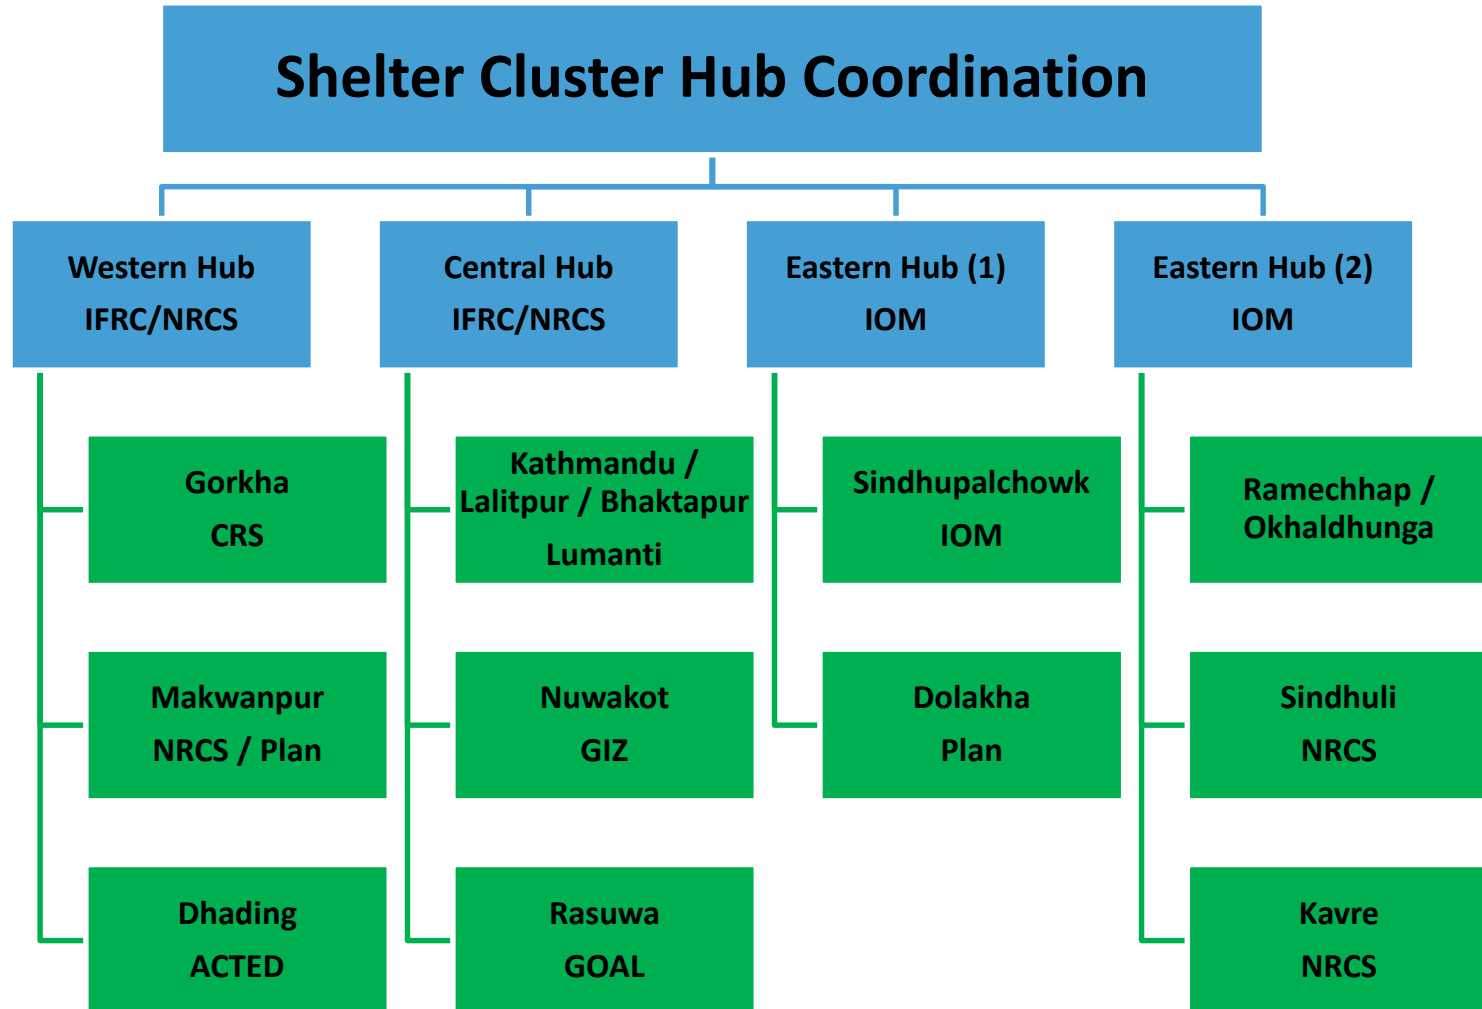 Shelter Cluster Hub Coordination
Western Hub
IFRC/NRCS
Central Hub
IFRC/NRCS
Eastern Hub (1)
IOM
Eastern Hub (2)
IOM
Gorkha
CRS
Kathmandu /
Lalitpur / Bhaktapur
Lumanti
Sindhupalchowk
IOM
Ramechhap /
Okhaldhunga
Makwanpur
NRCS / Plan
Nuwakot
GIZ
Dolakha
Plan
Sindhuli
NRCS
Dhading
ACTED
Rasuwa
GOAL
Kavre
NRCS